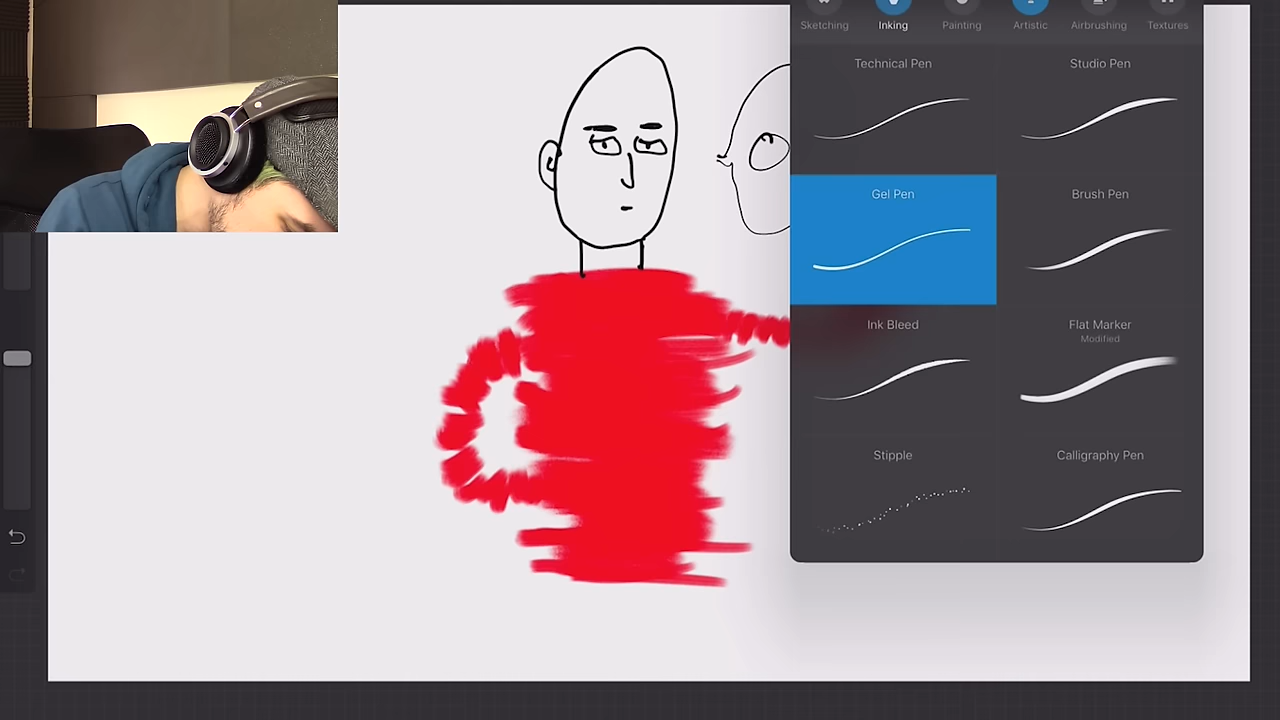 Sketching Inking Painting Artistic Airbrushing Textures
Technical Pen Studio Pen
Gel Pen Brush Pen
Ink Bleed Flat Marker
Modified
Stipple Calligraphy Pen